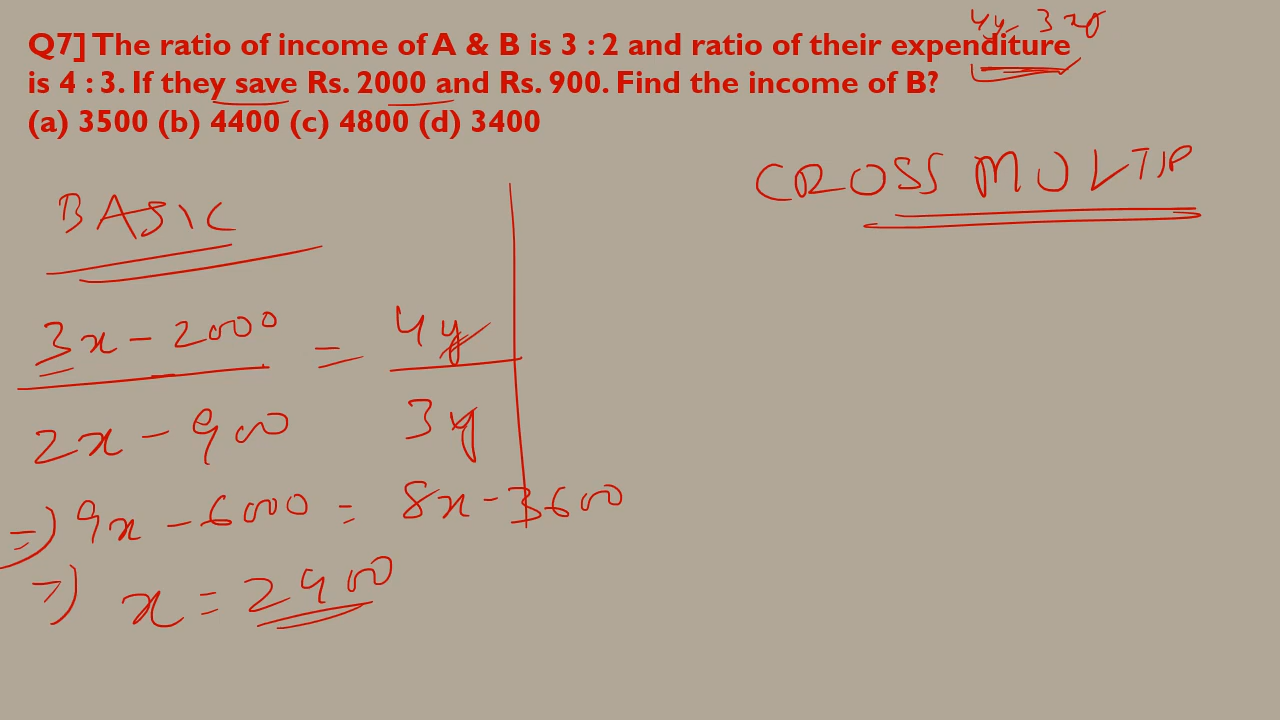 4y 3y
Q7] The ratio of income of A & B is 3 : 2 and ratio of their expenditure
is 4 : 3. If they save Rs. 2000 and Rs. 900. Find the income of B?
(a) 3500 (b) 4400 (c) 4800 (d) 3400
CROSS MULTIP
BASIC
3x - 2000 = 4y
2x - 900 3y
=> 9x - 6000 = 8x - 3600
=> x = 2400